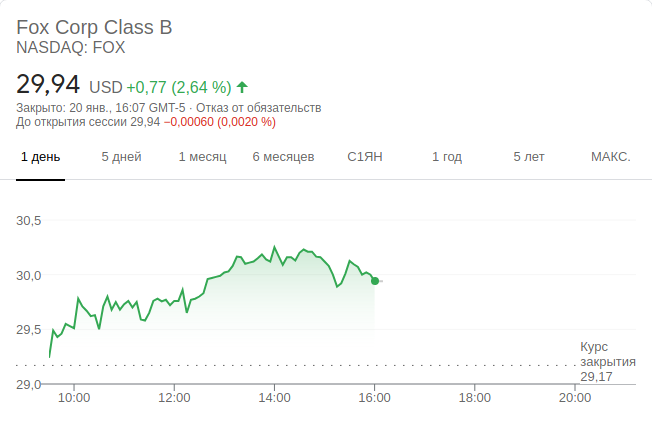 Fox Corp Class B
NASDAQ: FOX
29,94 USD +0,77 (2,64 %)
Закрыто: 20 янв., 16:07 GMT-5 · Отказ от обязательств
До открытия сессии 29,94 −0,00060 (0,0020 %)
1 день 5 дней 1 месяц 6 месяцев С1ЯН 1 год 5 лет МАКС.
30,5
30,0
29,5
Курс
закрытия
29,17
29,0
10:00 12:00 14:00 16:00 18:00 20:00